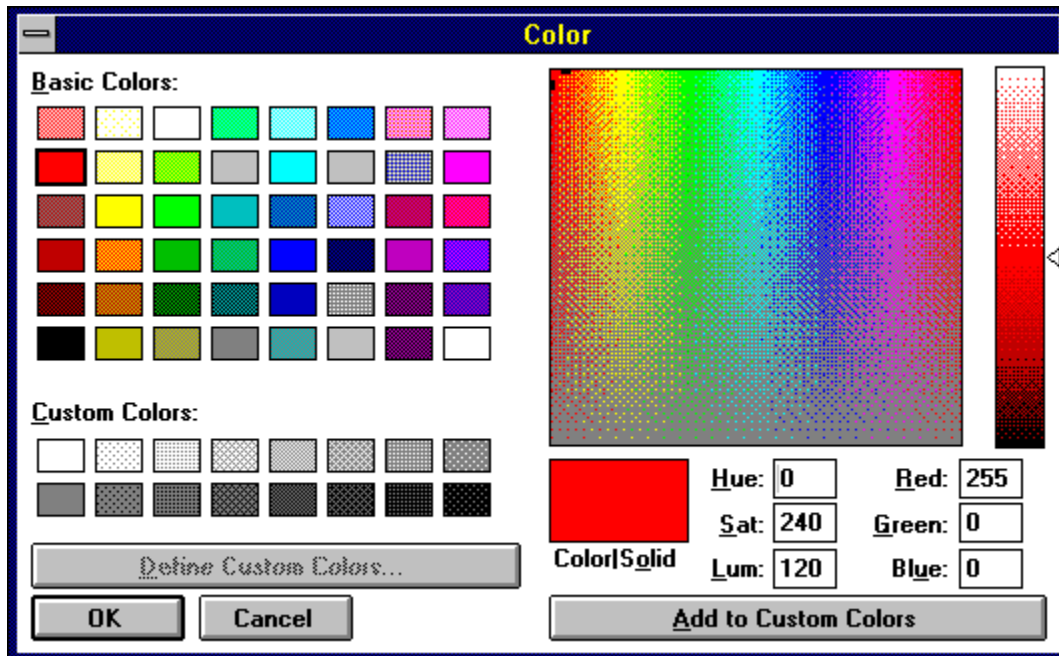 Color
Basic Colors:
Custom Colors:
Define Custom Colors...
OK Cancel
Color|Solid
Hue: 0 Red: 255
Sat: 240 Green: 0
Lum: 120 Blue: 0
Add to Custom Colors